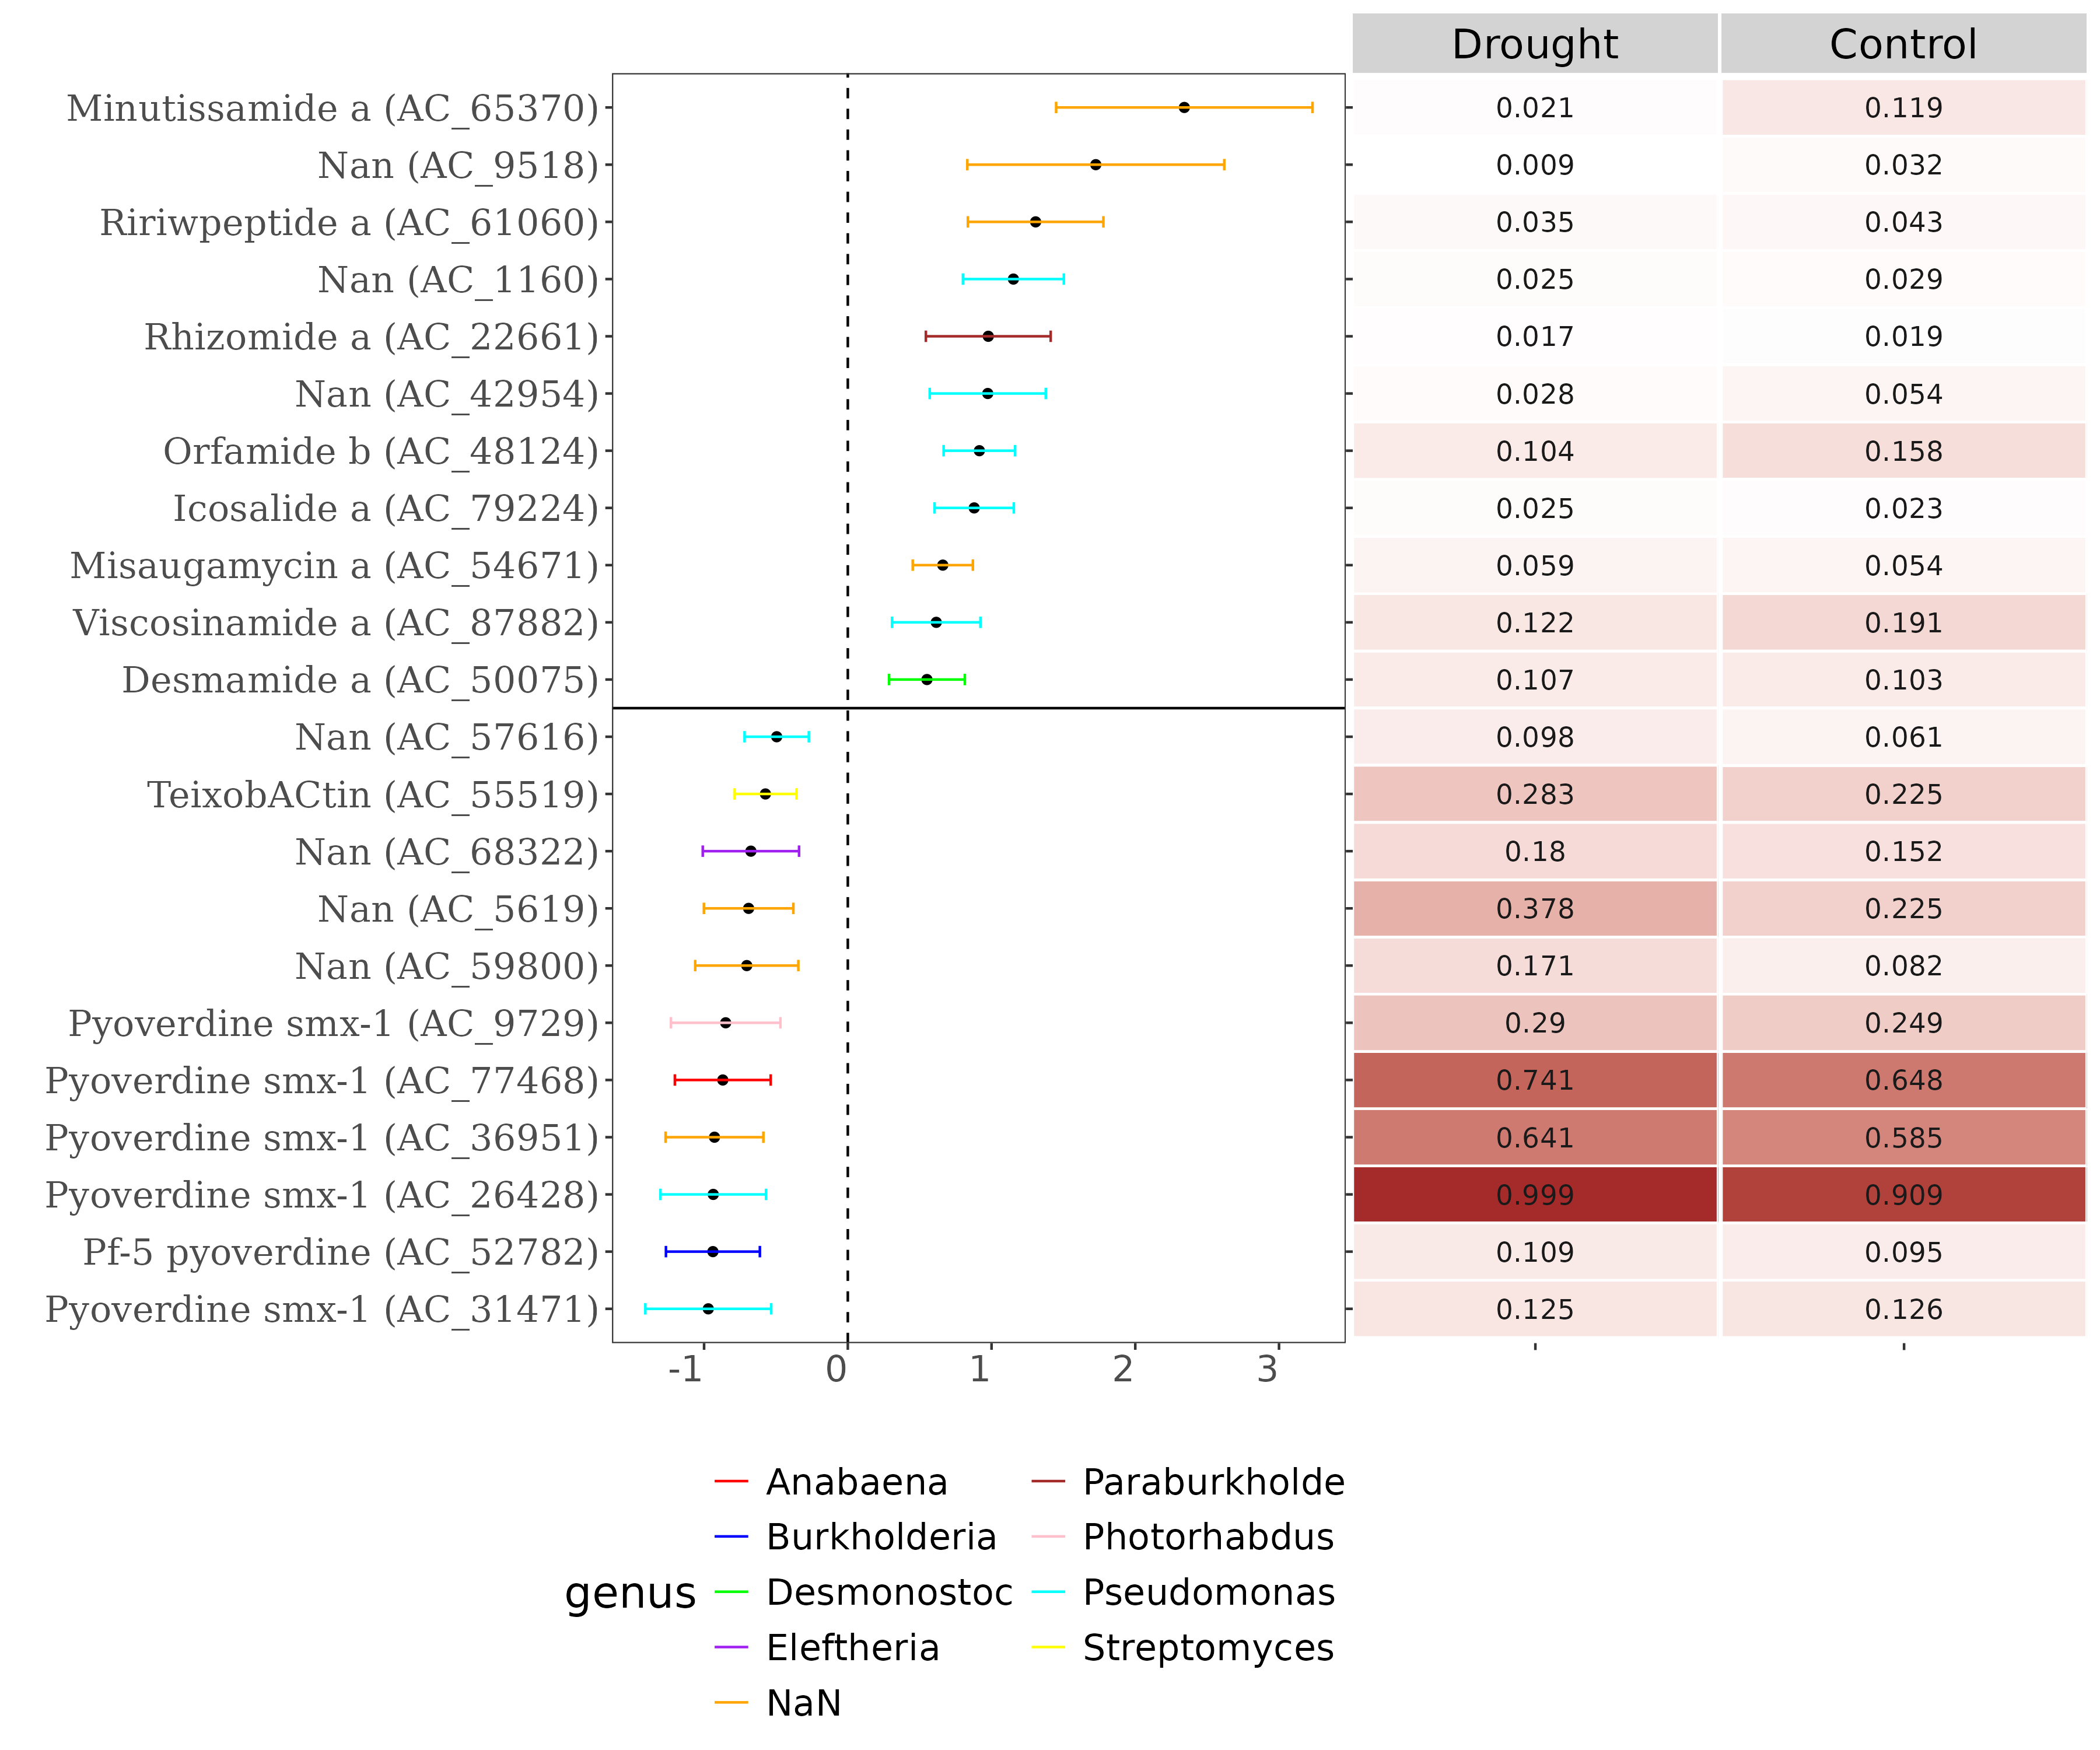 Drought Control
Minutissamide a (AC_65370) 0.021 0.119
Nan (AC_9518) 0.009 0.032
Ririwpeptide a (AC_61060) 0.035 0.043
Nan (AC_1160) 0.025 0.029
Rhizomide a (AC_22661) 0.017 0.019
Nan (AC_42954) 0.028 0.054
Orfamide b (AC_48124) 0.104 0.158
Icosalide a (AC_79224) 0.025 0.023
Misaugamycin a (AC_54671) 0.059 0.054
Viscosinamide a (AC_87882) 0.122 0.191
Desmamide a (AC_50075) 0.107 0.103
Nan (AC_57616) 0.098 0.061
TeixobACtin (AC_55519) 0.283 0.225
Nan (AC_68322) 0.18 0.152
Nan (AC_5619) 0.378 0.225
Nan (AC_59800) 0.171 0.082
Pyoverdine smx-1 (AC_9729) 0.29 0.249
Pyoverdine smx-1 (AC_77468) 0.741 0.648
Pyoverdine smx-1 (AC_36951) 0.641 0.585
Pyoverdine smx-1 (AC_26428) 0.999 0.909
Pf-5 pyoverdine (AC_52782) 0.109 0.095
Pyoverdine smx-1 (AC_31471) 0.125 0.126
-1 0 1 2 3
genus
Anabaena Paraburkholde
Burkholderia Photorhabdus
Desmonostoc Pseudomonas
Eleftheria Streptomyces
NaN